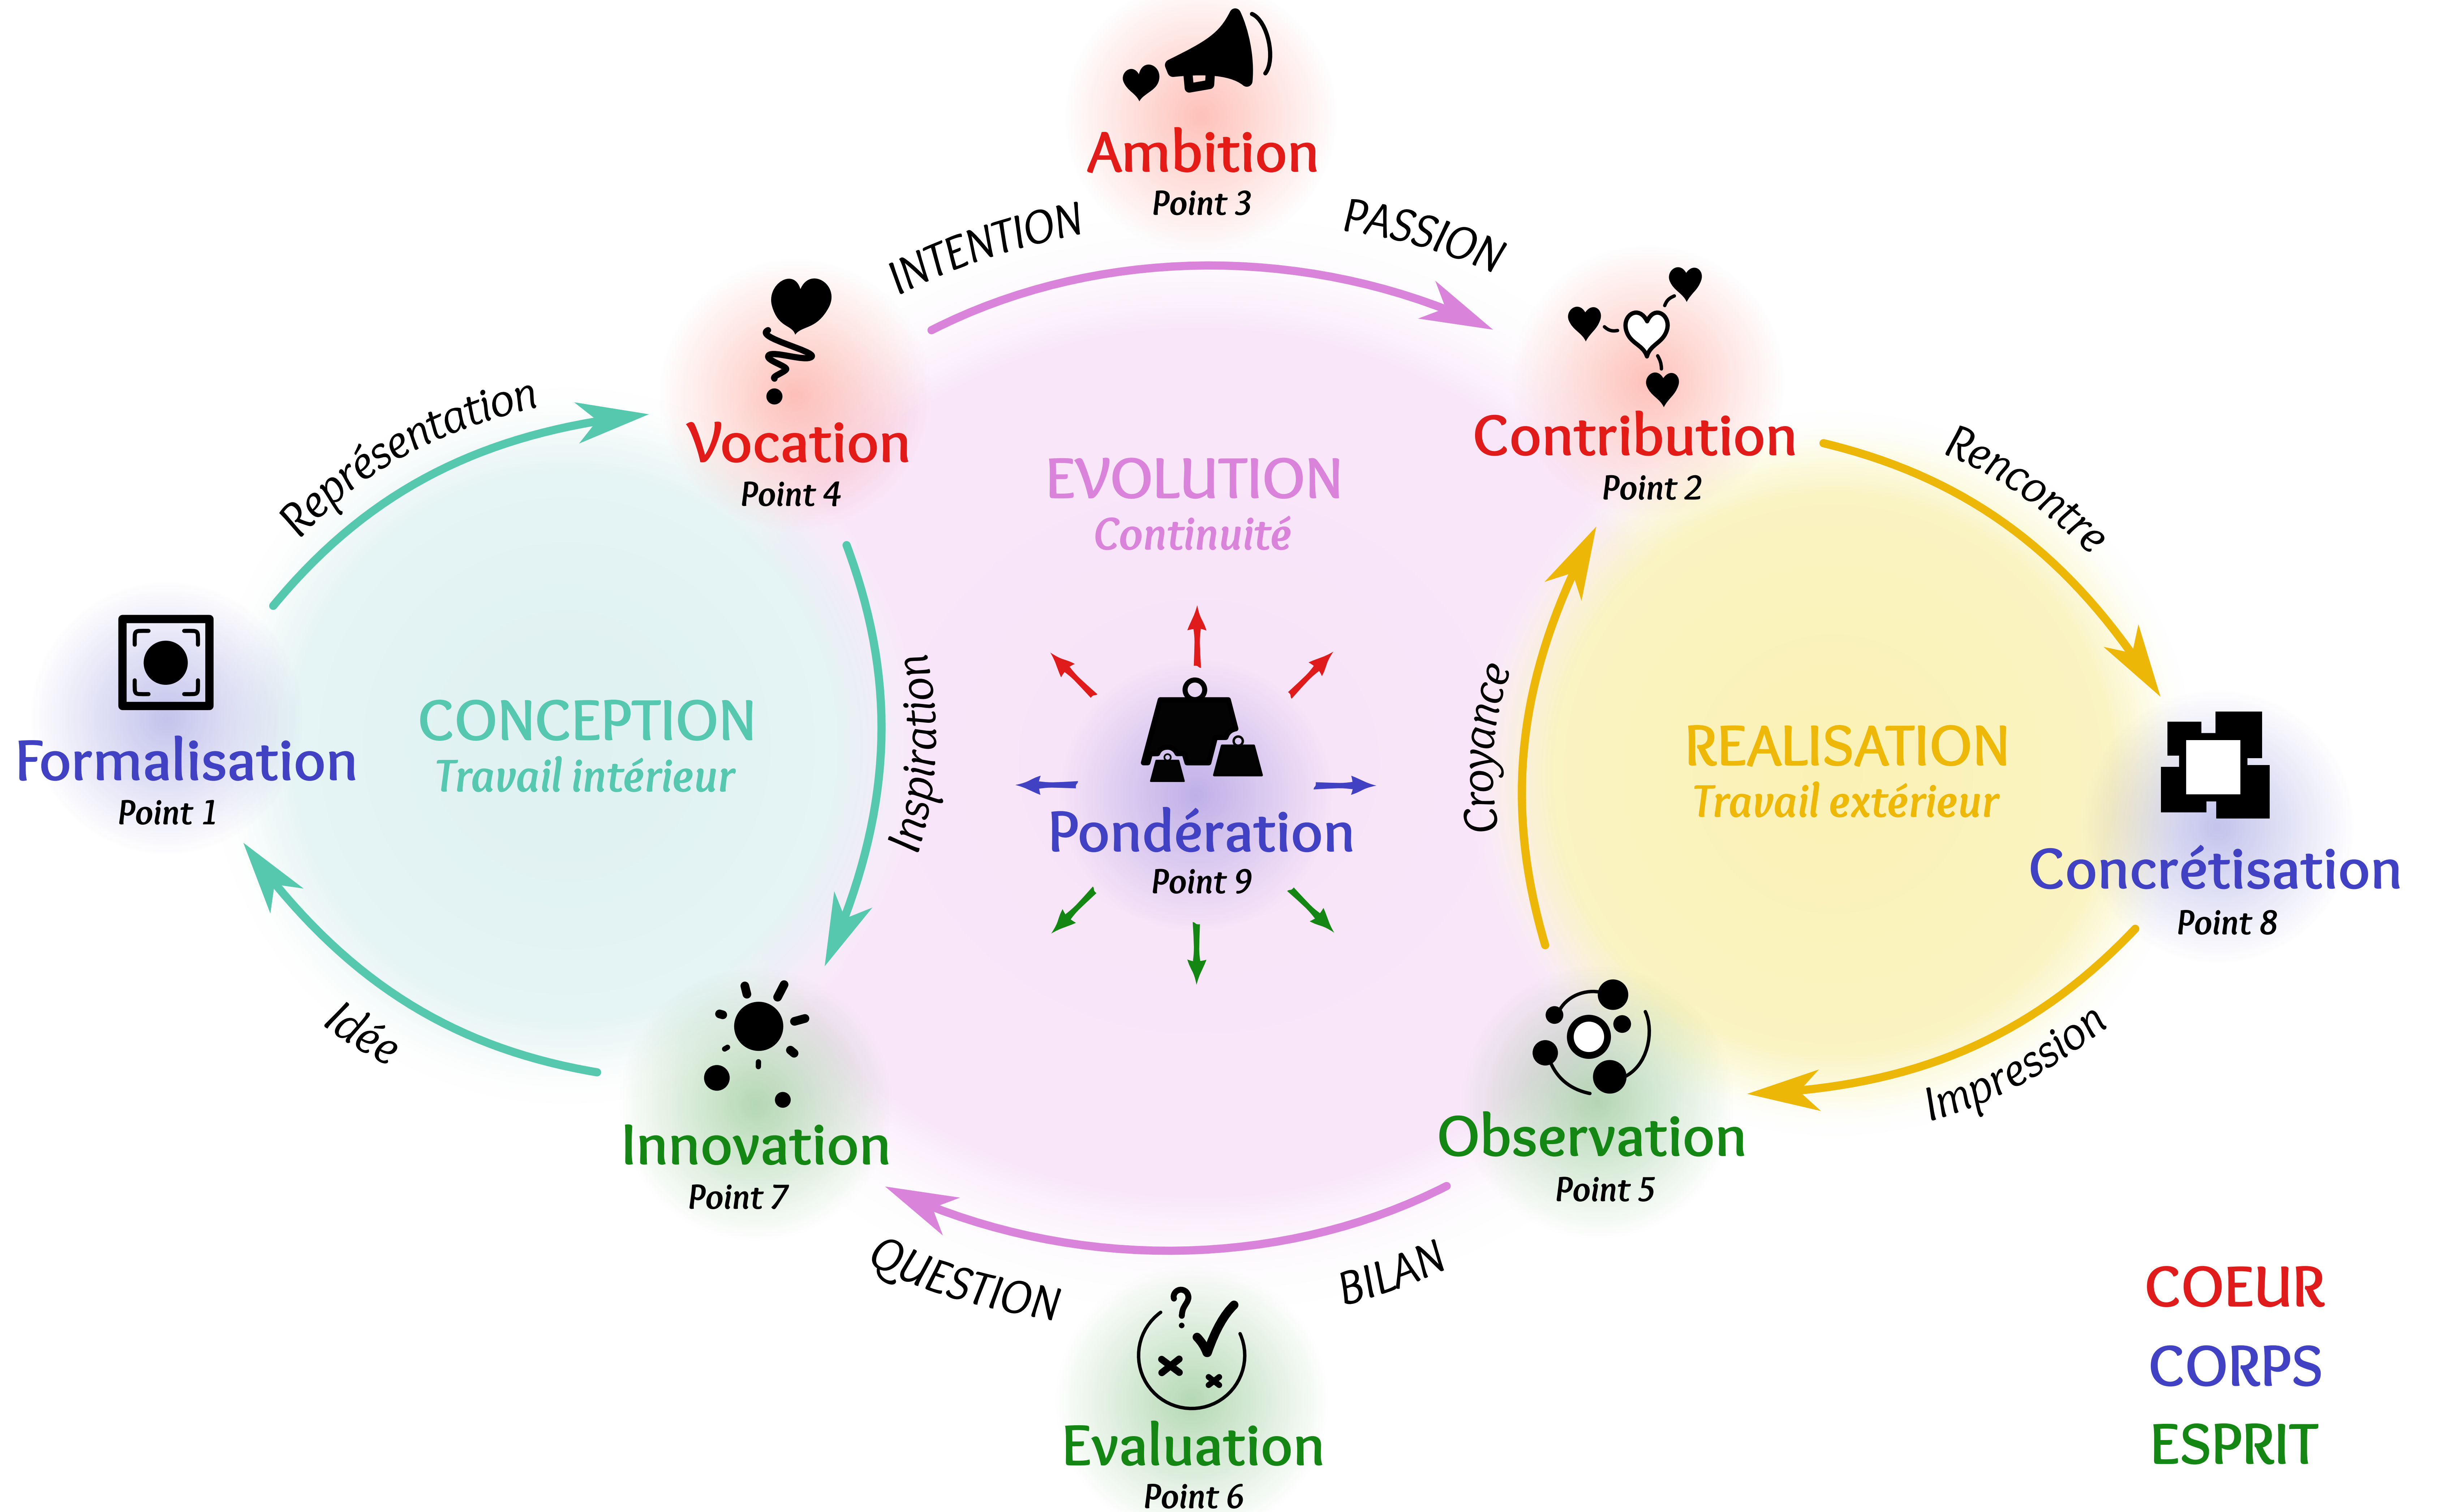 Ambition
Point 3
INTENTION
PASSION
Vocation
Point 4
Contribution
Point 2
Représentation
Rencontre
EVOLUTION
Continuité
Formalisation
Point 1
CONCEPTION
Travail intérieur
Inspiration
Pondération
Point 9
Croyance
REALISATION
Travail extérieur
Concrétisation
Point 8
Idée
Impression
Innovation
Point 7
Observation
Point 5
QUESTION
BILAN
Evaluation
Point 6
COEUR
CORPS
ESPRIT